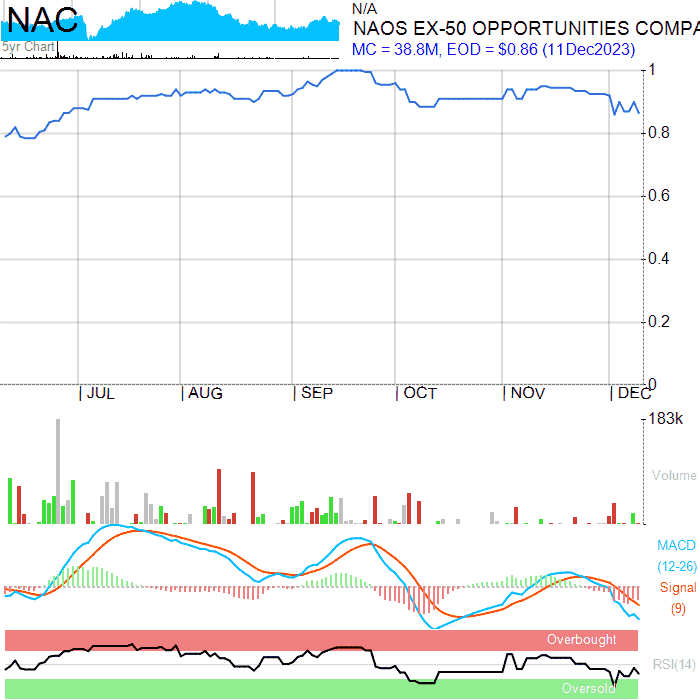 NAC
5yr Chart
N/A
NAOS EX-50 OPPORTUNITIES COMPA
MC = 38.8M, EOD = $0.86 (11Dec2023)
1
0.8
0.6
0.4
0.2
0
JUL AUG SEP OCT NOV DEC
183k
Volume
MACD
(12-26)
Signal
(9)
Overbought
RSI(14)
Oversold